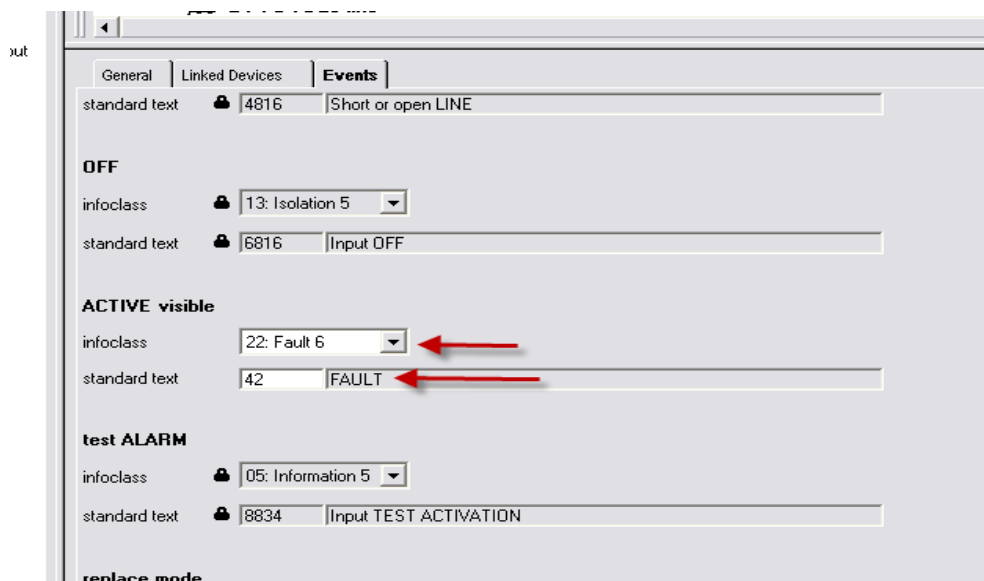 out
General Linked Devices Events
standard text 4816 Short or open LINE
OFF
infoclass 13: Isolation 5
standard text 6816 Input OFF
ACTIVE visible
infoclass 22: Fault 6
standard text 42 FAULT
test ALARM
infoclass 05: Information 5
standard text 8834 Input TEST ACTIVATION
replace mode